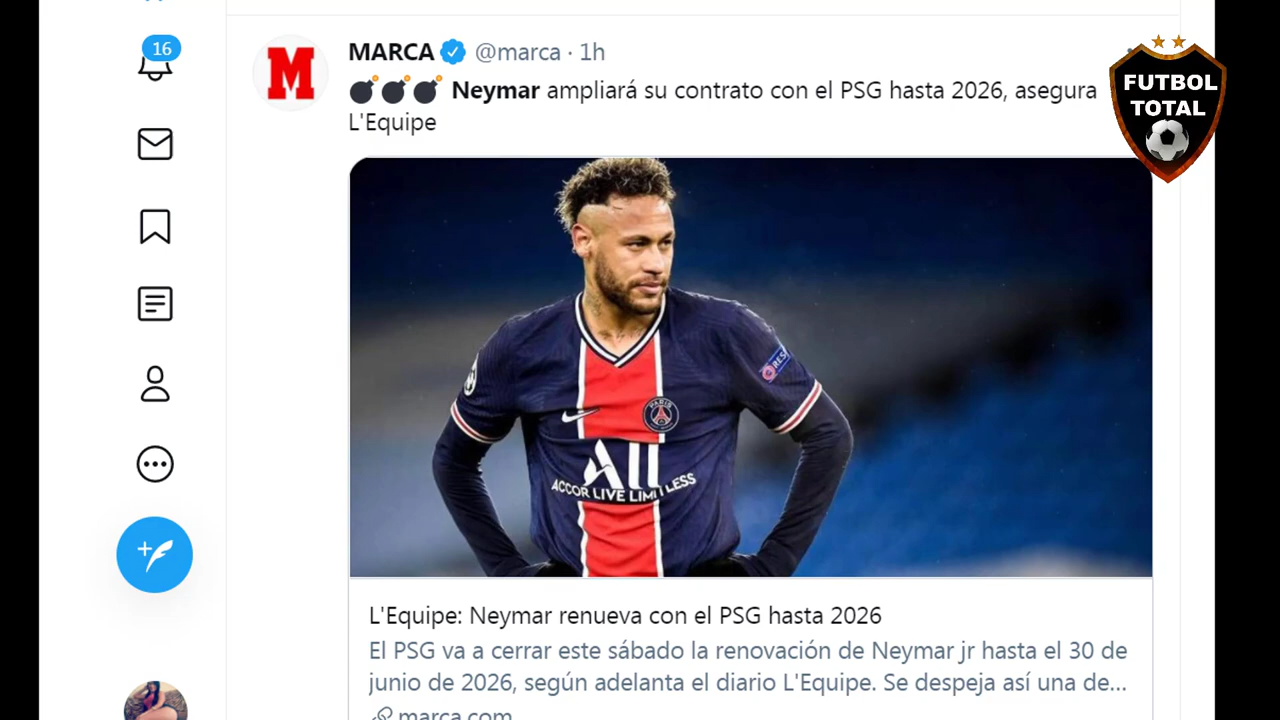 16
M
MARCA @marca · 1h
💣💣💣 Neymar ampliará su contrato con el PSG hasta 2026, asegura
L'Equipe
FUTBOL
TOTAL
RES
PARIS
ALL
ACCOR LIVE LIMITLESS
L'Equipe: Neymar renueva con el PSG hasta 2026
El PSG va a cerrar este sábado la renovación de Neymar jr hasta el 30 de
junio de 2026, según adelanta el diario L'Equipe. Se despeja así una de...
marca.com